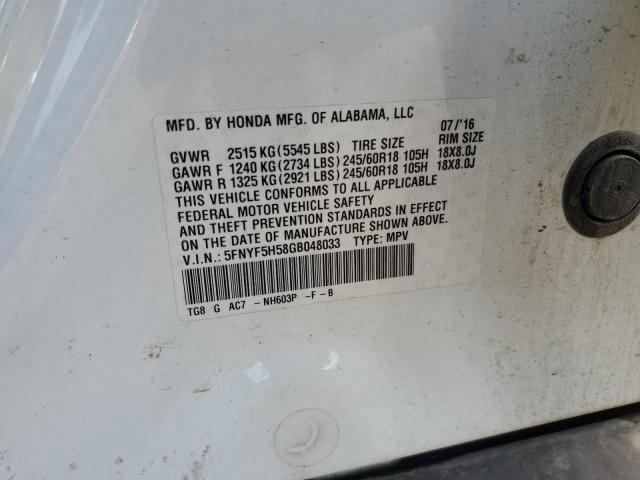 MFD. BY HONDA MFG. OF ALABAMA, LLC 07/'16
GVWR 2515 KG(5545 LBS) TIRE SIZE RIM SIZE
GAWR F 1240 KG(2734 LBS) 245/60R18 105H 18X8.0J
GAWR R 1325 KG(2921 LBS) 245/60R18 105H 18X8.0J
THIS VEHICLE CONFORMS TO ALL APPLICABLE
FEDERAL MOTOR VEHICLE SAFETY
AND THEFT PREVENTION STANDARDS IN EFFECT
ON THE DATE OF MANUFACTURE SHOWN ABOVE.
V.I.N.: 5FNYF5H58GB048033 TYPE: MPV
TG8 G AC7 -NH603P -F-B